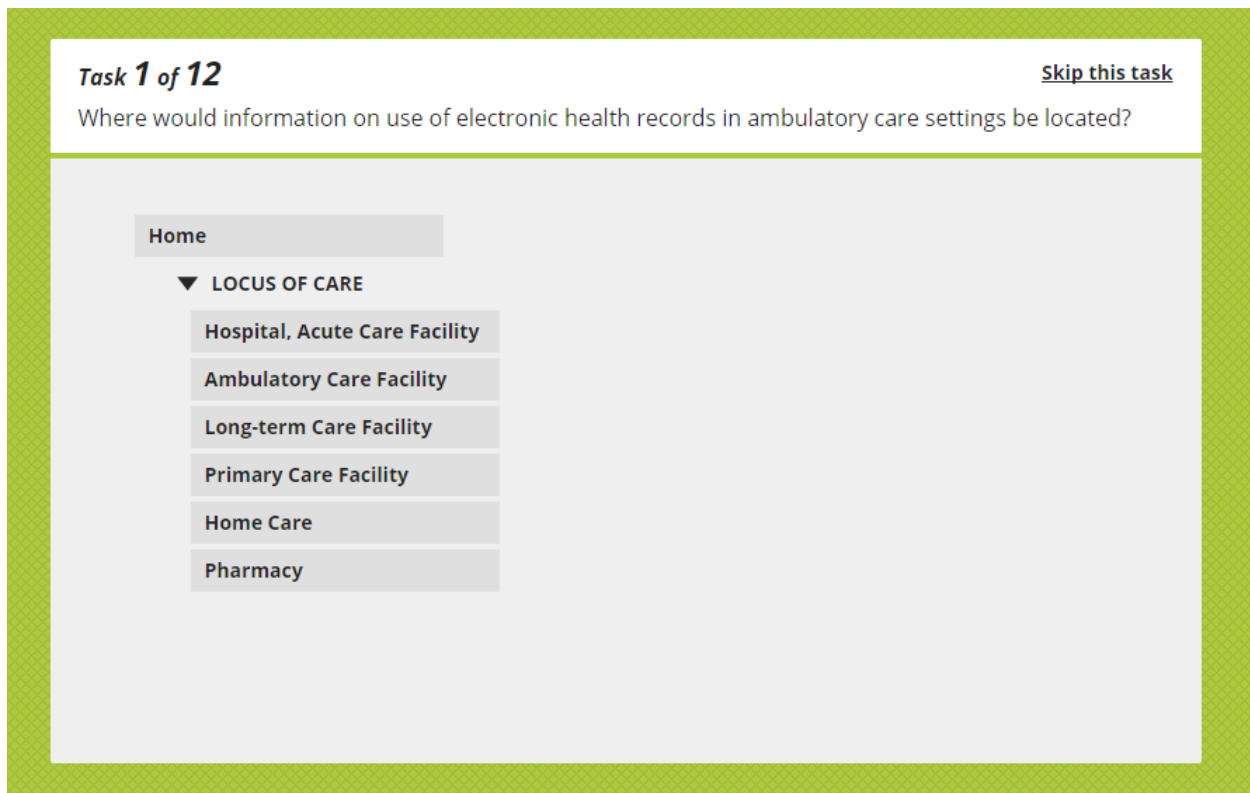 Task 1 of 12
Skip this task
Where would information on use of electronic health records in ambulatory care settings be located?
Home
LOCUS OF CARE
Hospital, Acute Care Facility
Ambulatory Care Facility
Long-term Care Facility
Primary Care Facility
Home Care
Pharmacy